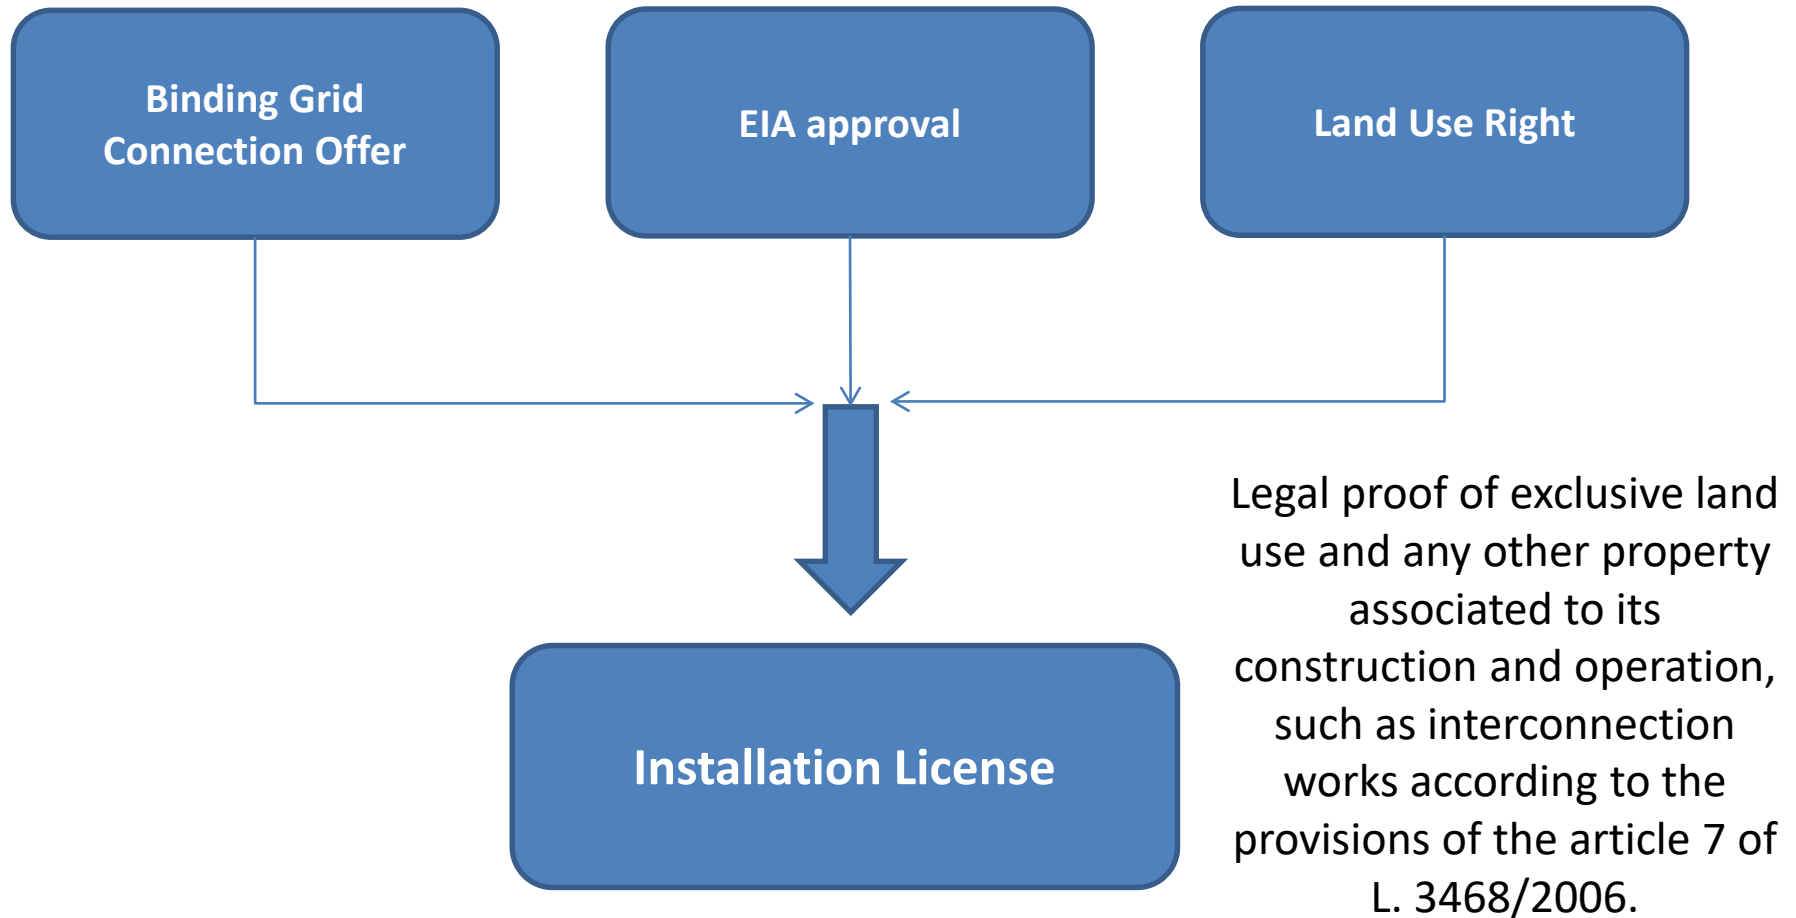 Binding Grid
Connection Offer
EIA approval
Land Use Right
Installation License
Legal proof of exclusive land
use and any other property
associated to its
construction and operation,
such as interconnection
works according to the
provisions of the article 7 of
L. 3468/2006.